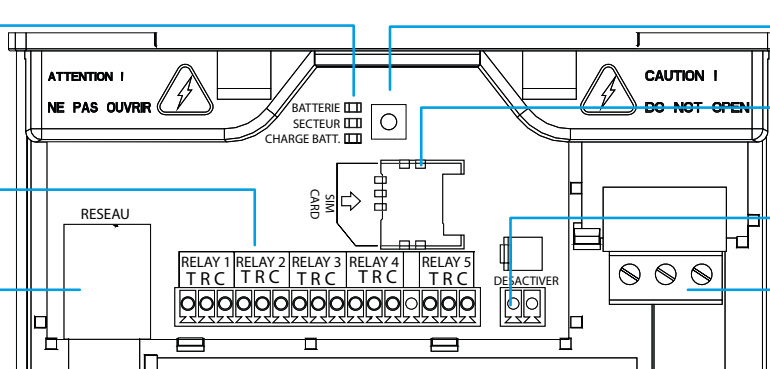 ATTENTION !
NE PAS OUVRIR
CAUTION !
DO NOT OPEN
BATTERIE
SECTEUR
CHARGE BATT.
SIM
CARD
RESEAU
RELAY 1 RELAY 2 RELAY 3 RELAY 4 RELAY 5
T R C T R C T R C T R C T R C
DESACTIVER